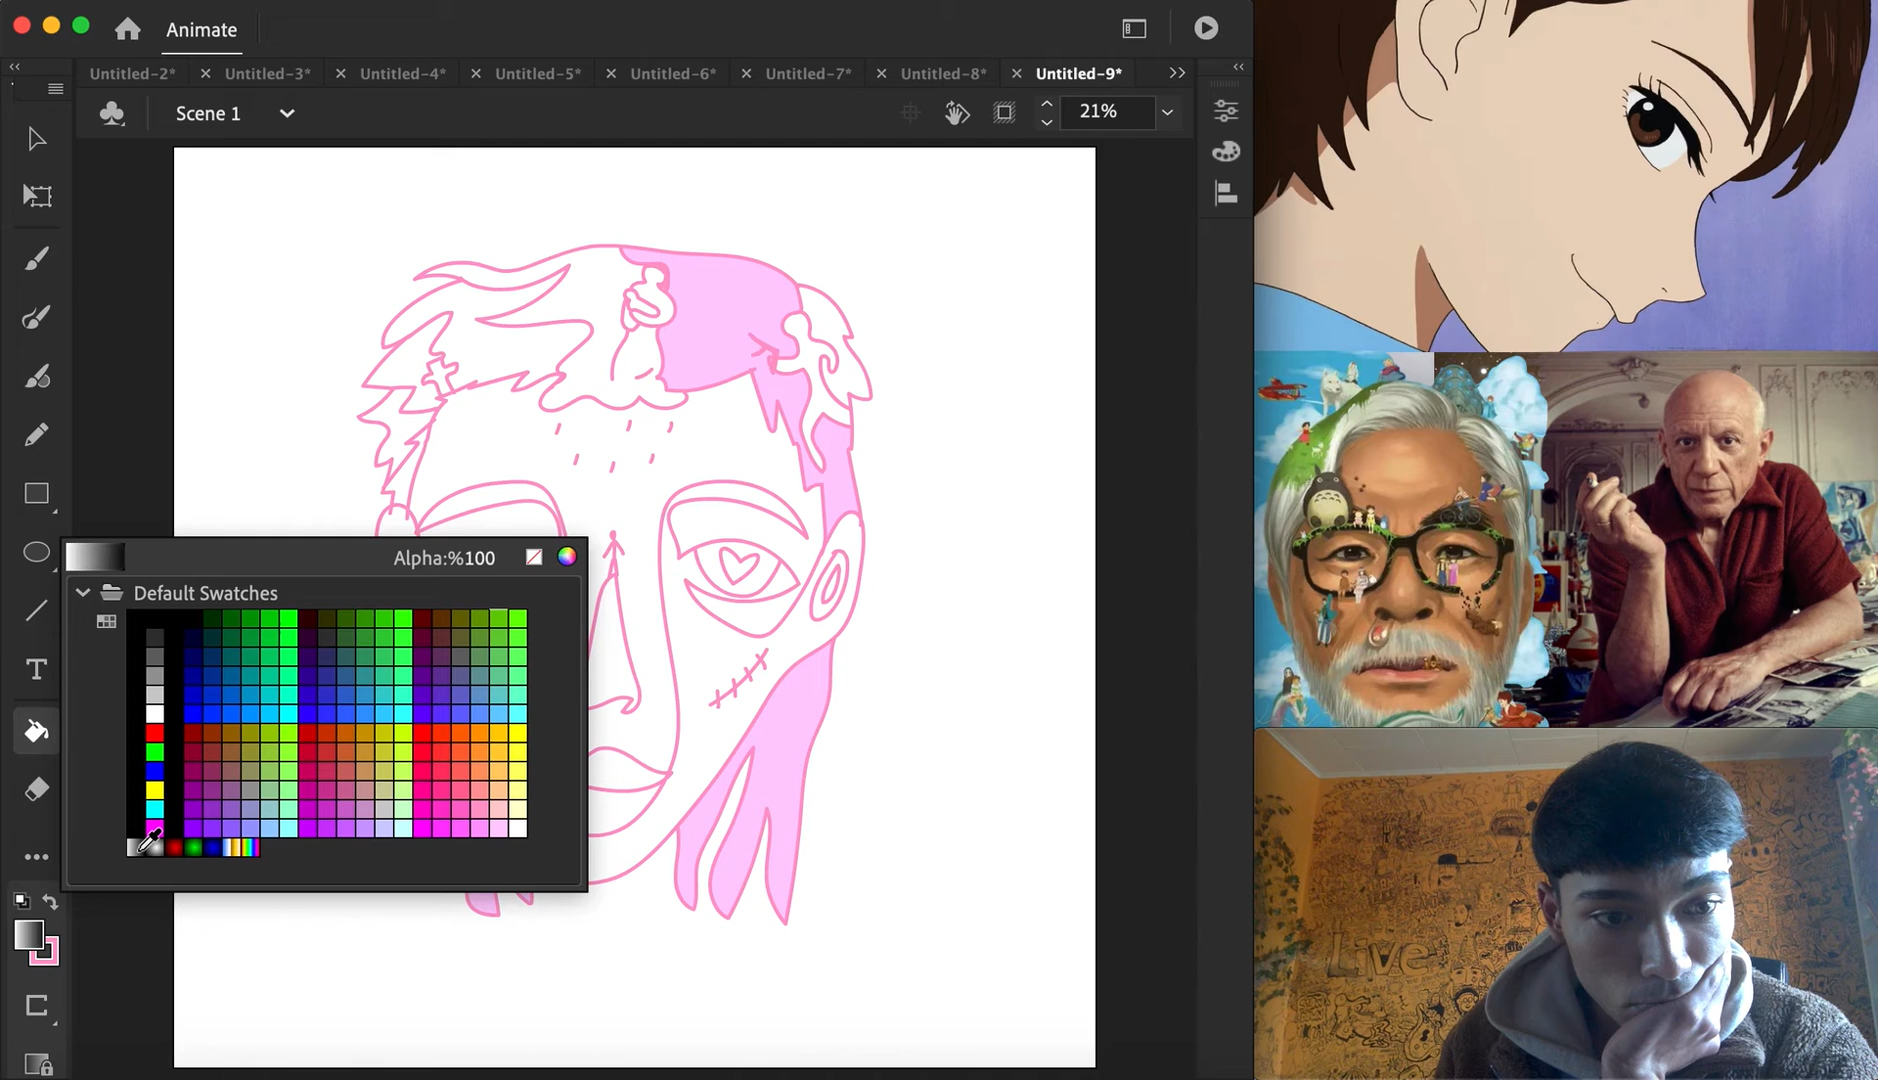 Animate
Untitled-2* Untitled-3* Untitled-4* Untitled-5* Untitled-6* Untitled-7* Untitled-8* Untitled-9*
Scene 1 21%
Alpha:%100
Default Swatches
T
Live